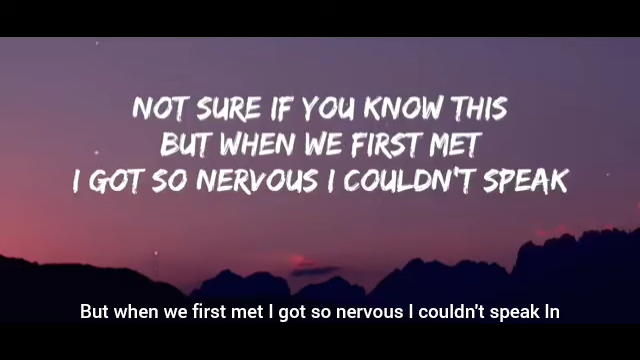 NOT SURE IF YOU KNOW THIS
BUT WHEN WE FIRST MET
I GOT SO NERVOUS I COULDN'T SPEAK
But when we first met I got so nervous I couldn't speak In